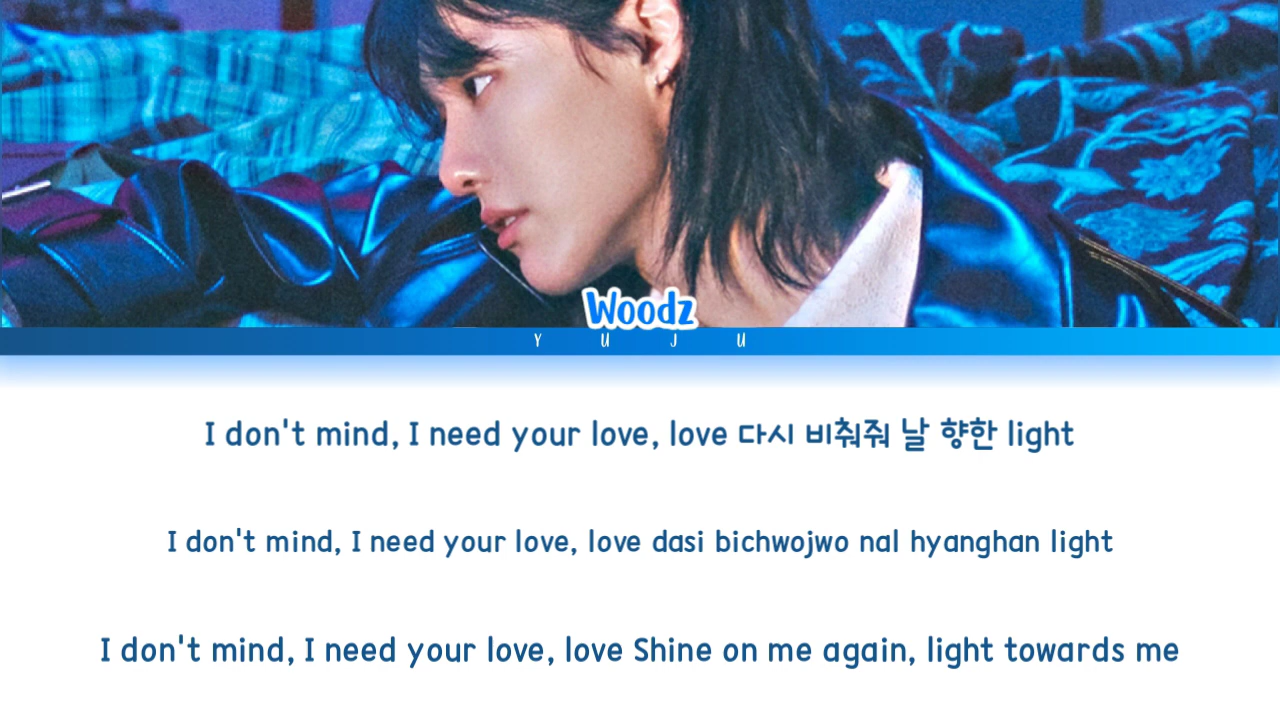 Woodz
Y U J U
I don't mind, I need your love, love 다시 비춰줘 날 향한 light
I don't mind, I need your love, love dasi bichwojwo nal hyanghan light
I don't mind, I need your love, love Shine on me again, light towards me